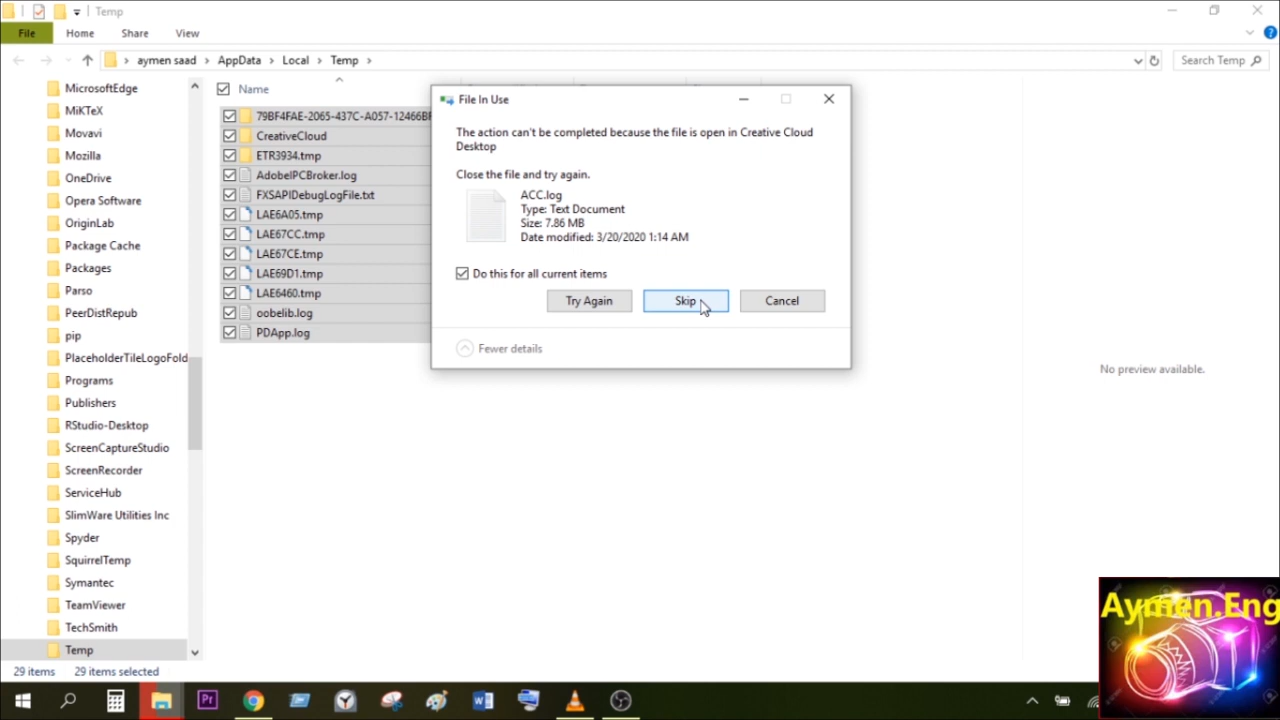 Temp
File
Home
Share
View
aymen saad
AppData
Local
Temp
Search Temp
MicrosoftEdge
MiKTeX
Movavi
Mozilla
OneDrive
Opera Software
OriginLab
Package Cache
Packages
Parso
PeerDistRepub
pip
PlaceholderTileLogoFold
Programs
Publishers
RStudio-Desktop
ScreenCaptureStudio
ScreenRecorder
ServiceHub
SlimWare Utilities Inc
Spyder
SquirrelTemp
Symantec
TeamViewer
TechSmith
Temp
Name
79BF4FAE-2065-437C-A057-12466BF
CreativeCloud
ETR3934.tmp
AdobeIPCBroker.log
FXSAPIDebugLogFile.txt
LAE6A05.tmp
LAE67CC.tmp
LAE67CE.tmp
LAE69D1.tmp
LAE6460.tmp
oobelib.log
PDApp.log
File In Use
The action can't be completed because the file is open in Creative Cloud
Desktop
Close the file and try again.
ACC.log
Type: Text Document
Size: 7.86 MB
Date modified: 3/20/2020 1:14 AM
Do this for all current items
Try Again
Skip
Cancel
Fewer details
No preview available.
29 items
29 items selected
Pr
Aymen.Eng